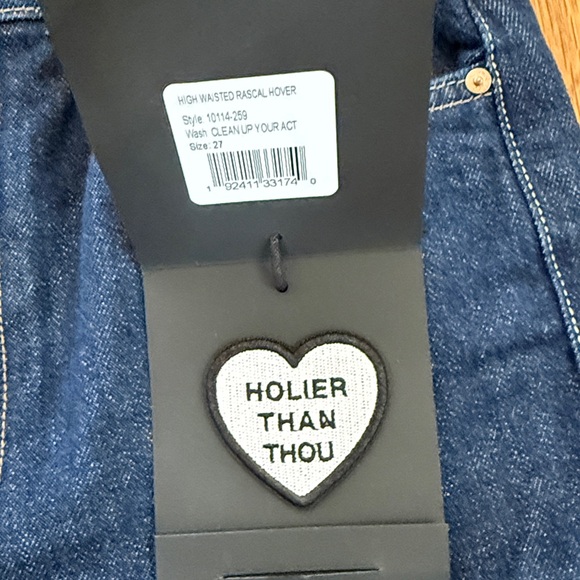 HIGH WAISTED RASCAL HOVER
Style: 10114-259
Wash: CLEAN UP YOUR ACT
Size: 27
1 92411 33174 0
HOLIER
THAN
THOU